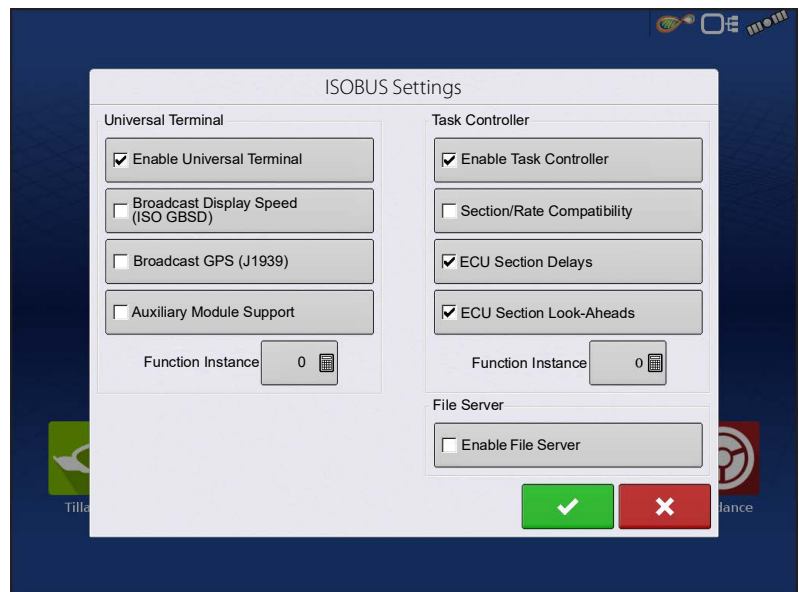 ISOBUS Settings
Universal Terminal
Enable Universal Terminal
Broadcast Display Speed
(ISO GBSD)
Broadcast GPS (J1939)
Auxiliary Module Support
Function Instance 0
Task Controller
Enable Task Controller
Section/Rate Compatibility
ECU Section Delays
ECU Section Look-Aheads
Function Instance 0
File Server
Enable File Server
Tilla
dance